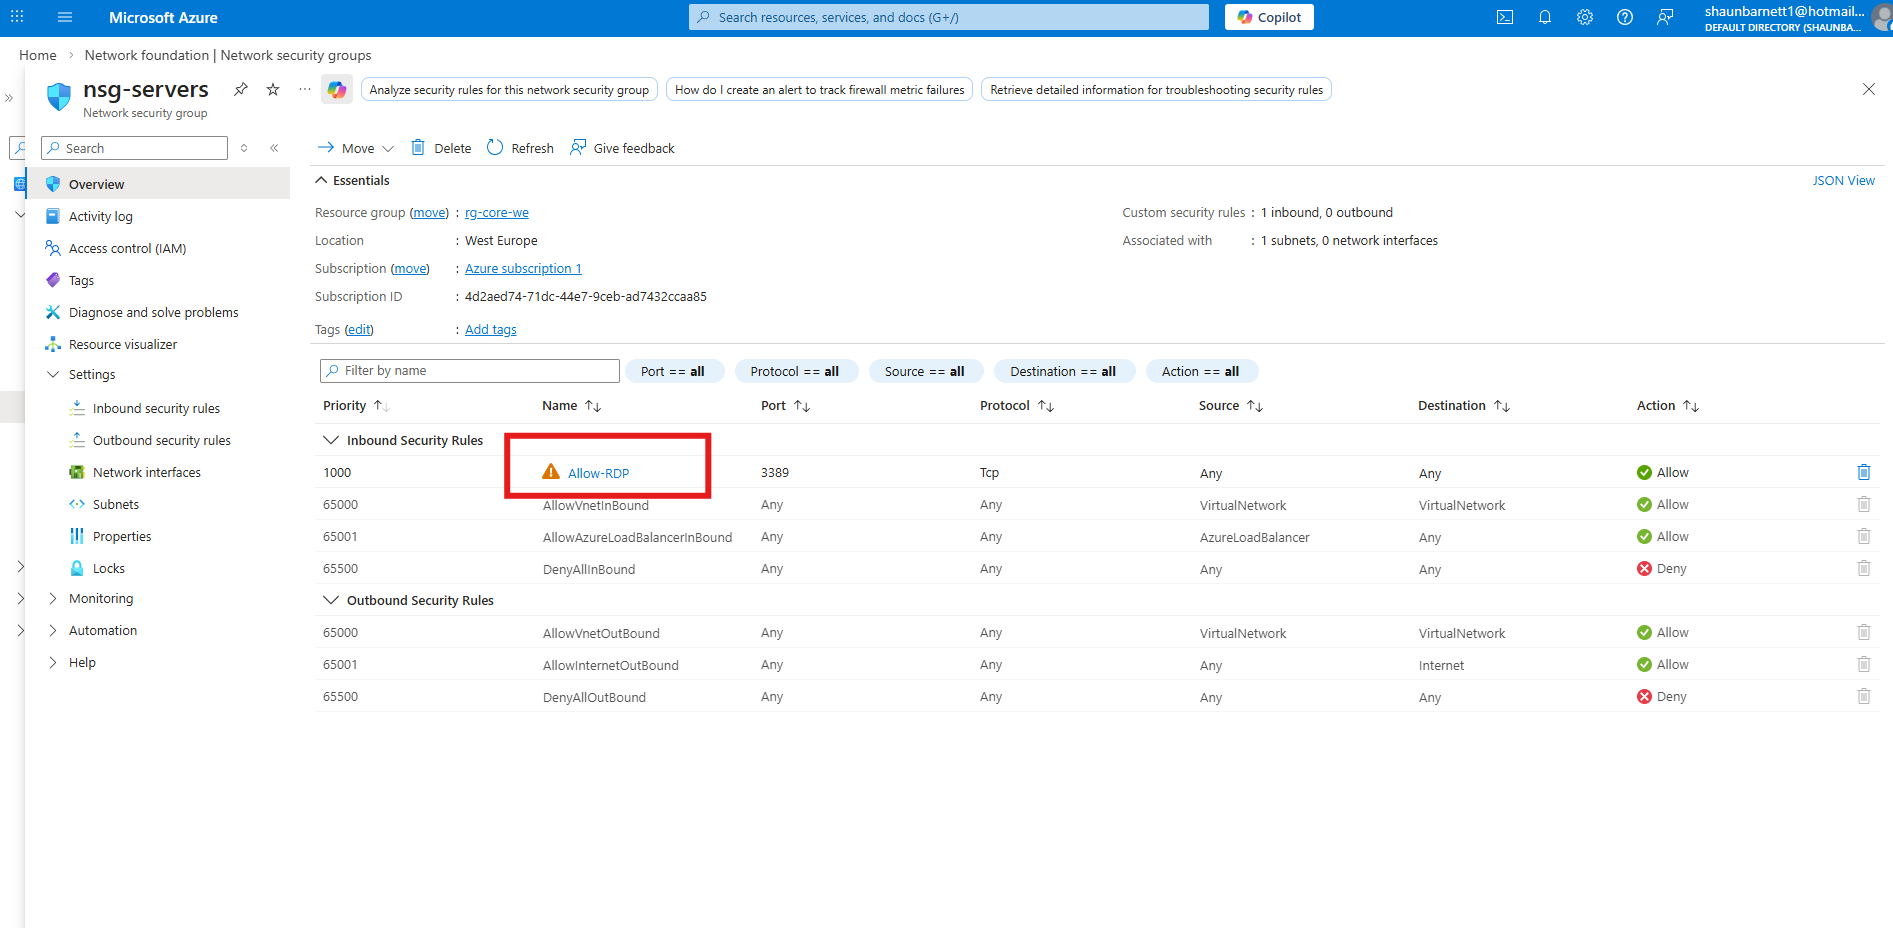 Microsoft Azure
Search resources, services, and docs (G+/)
Copilot
shaunbarnett1@hotmail...
DEFAULT DIRECTORY (SHAUNBA...
Home > Network foundation | Network security groups
nsg-servers
Network security group
Analyze security rules for this network security group
How do I create an alert to track firewall metric failures
Retrieve detailed information for troubleshooting security rules
Search
Move
Delete
Refresh
Give feedback
Overview
Activity log
Access control (IAM)
Tags
Diagnose and solve problems
Resource visualizer
Settings
Inbound security rules
Outbound security rules
Network interfaces
Subnets
Properties
Locks
Monitoring
Automation
Help
Essentials
JSON View
Resource group (move) : rg-core-we
Location : West Europe
Subscription (move) : Azure subscription 1
Subscription ID : 4d2aed74-71dc-44e7-9ceb-ad7432ccaa85
Tags (edit) : Add tags
Custom security rules : 1 inbound, 0 outbound
Associated with : 1 subnets, 0 network interfaces
Filter by name
Port == all
Protocol == all
Source == all
Destination == all
Action == all
Priority ↑↓ Name ↑↓ Port ↑↓ Protocol ↑↓ Source ↑↓ Destination ↑↓ Action ↑↓
Inbound Security Rules
1000 Allow-RDP 3389 Tcp Any Any Allow
65000 AllowVnetInBound Any Any VirtualNetwork VirtualNetwork Allow
65001 AllowAzureLoadBalancerInBound Any Any AzureLoadBalancer Any Allow
65500 DenyAllInBound Any Any Any Any Deny
Outbound Security Rules
65000 AllowVnetOutBound Any Any VirtualNetwork VirtualNetwork Allow
65001 AllowInternetOutBound Any Any Any Internet Allow
65500 DenyAllOutBound Any Any Any Any Deny